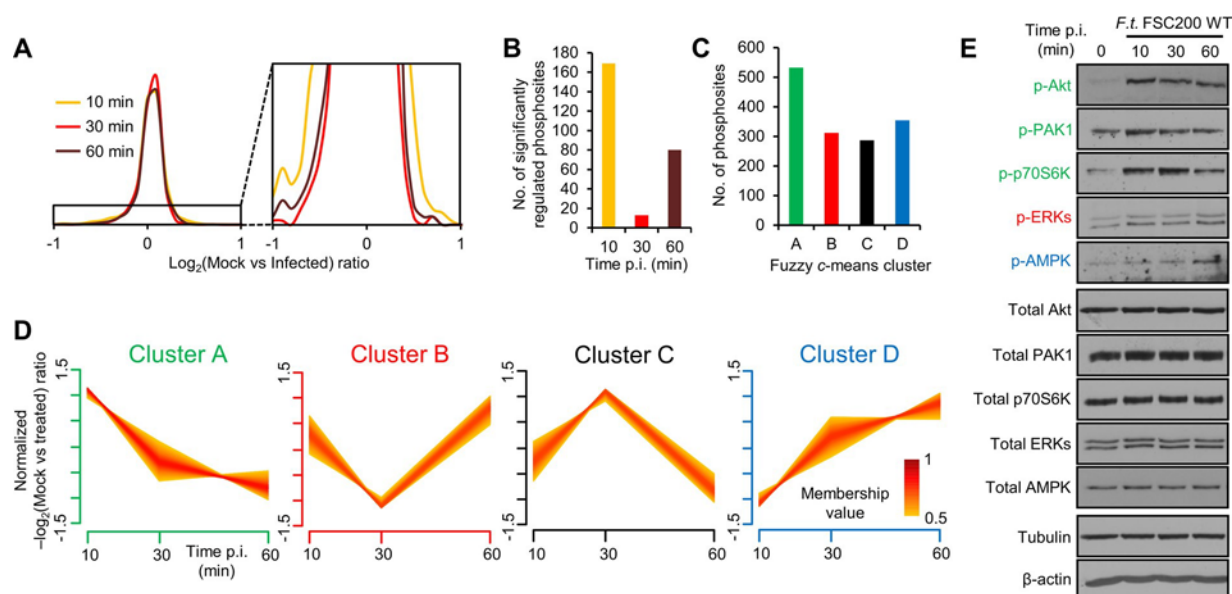 A
10 min
30 min
60 min
-1
0
1
-1
0
1
Log2(Mock vs Infected) ratio
B
No. of significantly
regulated phosphosites
180
160
140
120
100
80
60
40
20
0
10 30 60
Time p.i. (min)
C
No. of phosphosites
600
500
400
300
200
100
0
A B C D
Fuzzy c-means cluster
D
Normalized
–log2(Mock vs treated) ratio
Cluster A
1.5
-1.5
10 30 60
Time p.i.
(min)
Cluster B
1.5
-1.5
10 30 60
Cluster C
1.5
-1.5
10 30 60
Cluster D
1.5
-1.5
10 30 60
Membership
value
1
0.5
E
Time p.i.
(min)
F.t. FSC200 WT
0 10 30 60
p-Akt
p-PAK1
p-p70S6K
p-ERKs
p-AMPK
Total Akt
Total PAK1
Total p70S6K
Total ERKs
Total AMPK
Tubulin
β-actin